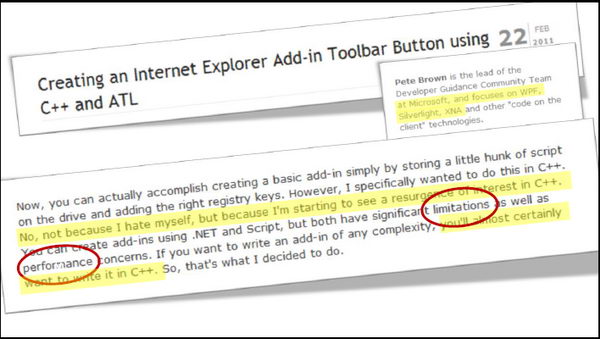 Creating an Internet Explorer Add-in Toolbar Button using
C++ and ATL
22 FEB
2011
Pete Brown is the lead of the
Developer Guidance Community Team
at Microsoft, and focuses on WPF,
Silverlight, XNA and other "code on the
client" technologies.
Now, you can actually accomplish creating a basic add-in simply by storing a little hunk of script
on the drive and adding the right registry keys. However, I specifically wanted to do this in C++.
No, not because I hate myself, but because I'm starting to see a resurgence of interest in C++.
You can create add-ins using .NET and Script, but both have significant limitations as well as
performance concerns. If you want to write an add-in of any complexity, you'll almost certainly
want to write it in C++. So, that's what I decided to do.